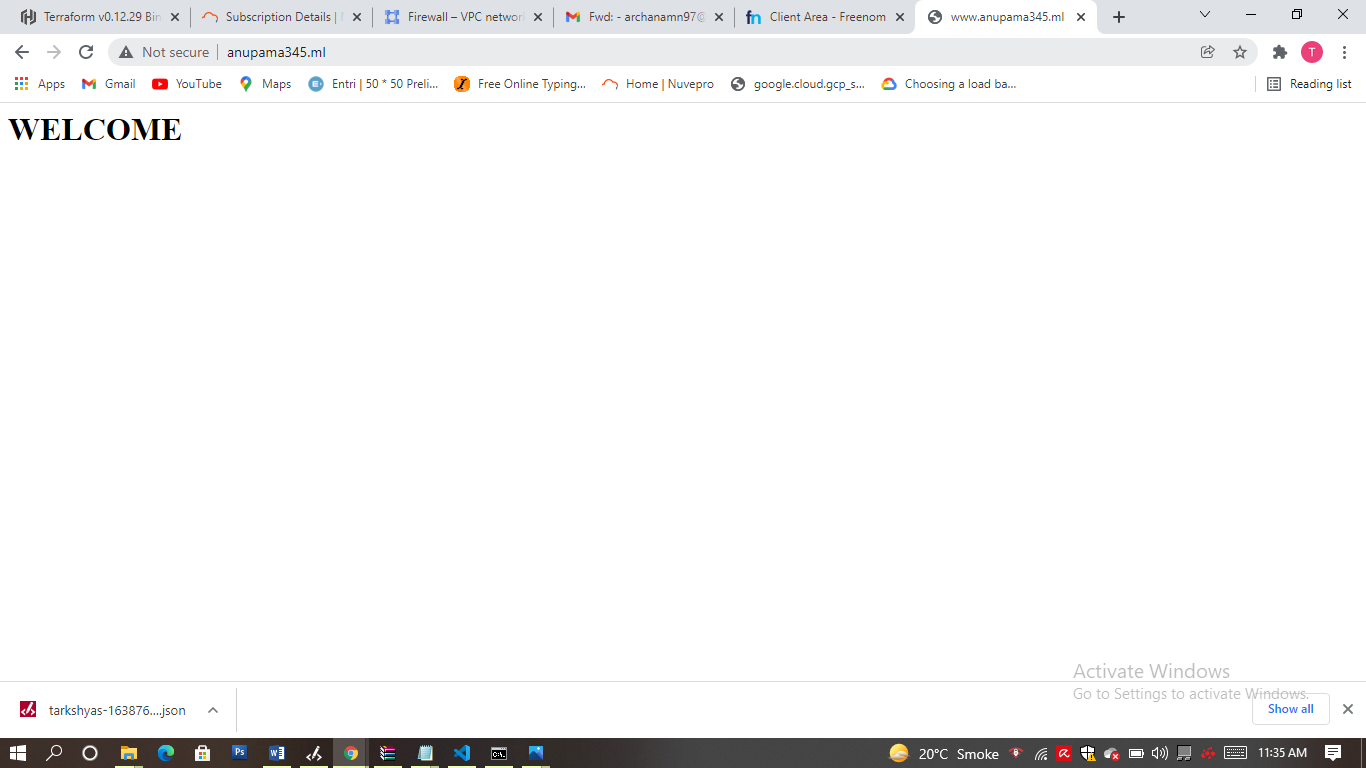 Terraform v0.12.29 Bin
Subscription Details |
Firewall – VPC network
Fwd: - archanamn97@
Client Area - Freenom
www.anupama345.ml
Not secure
anupama345.ml
T
Apps
Gmail
YouTube
Maps
Entri | 50 * 50 Preli...
Free Online Typing...
Home | Nuvepro
google.cloud.gcp_s...
Choosing a load ba...
Reading list
WELCOME
Activate Windows
Go to Settings to activate Windows.
tarkshyas-163876....json
Show all
20°C Smoke
11:35 AM